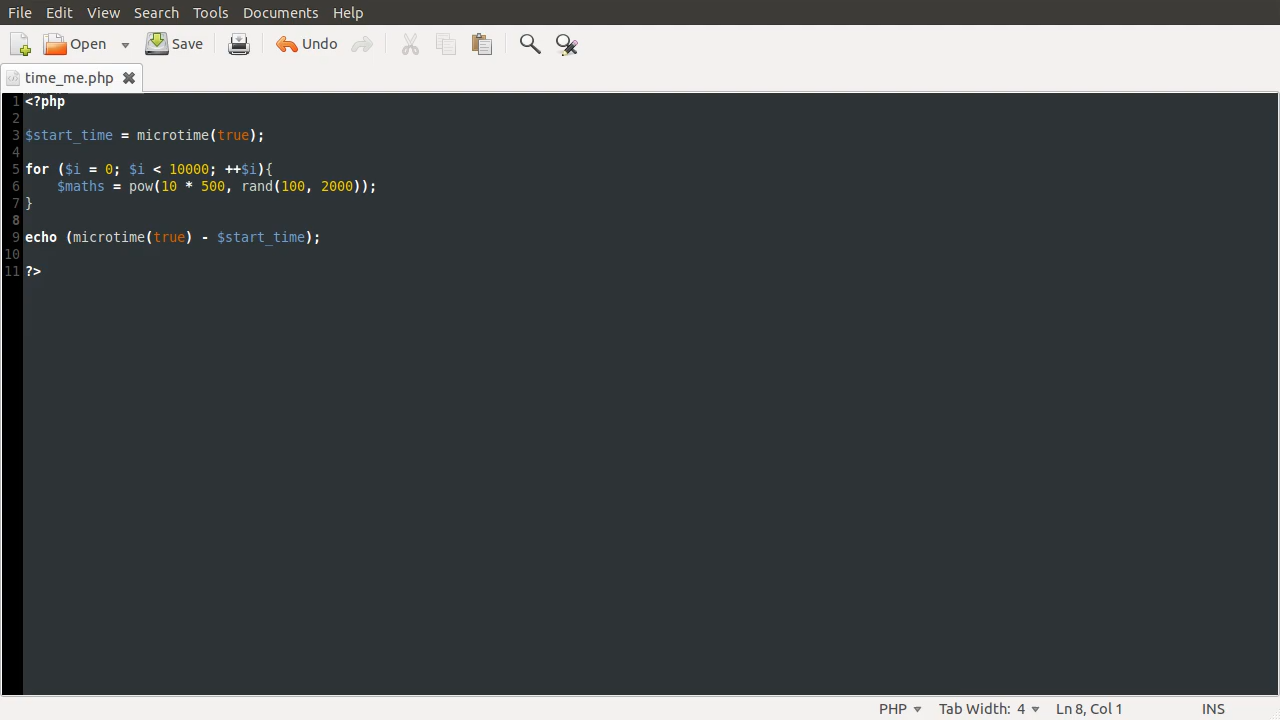 File Edit View Search Tools Documents Help
Open Save Undo
time_me.php
1 <?php
2
3 $start_time = microtime(true);
4
5 for ($i = 0; $i < 10000; ++$i){
6     $maths = pow(10 * 500, rand(100, 2000));
7 }
8
9 echo (microtime(true) - $start_time);
10
11 ?>
PHP Tab Width: 4 Ln 8, Col 1 INS